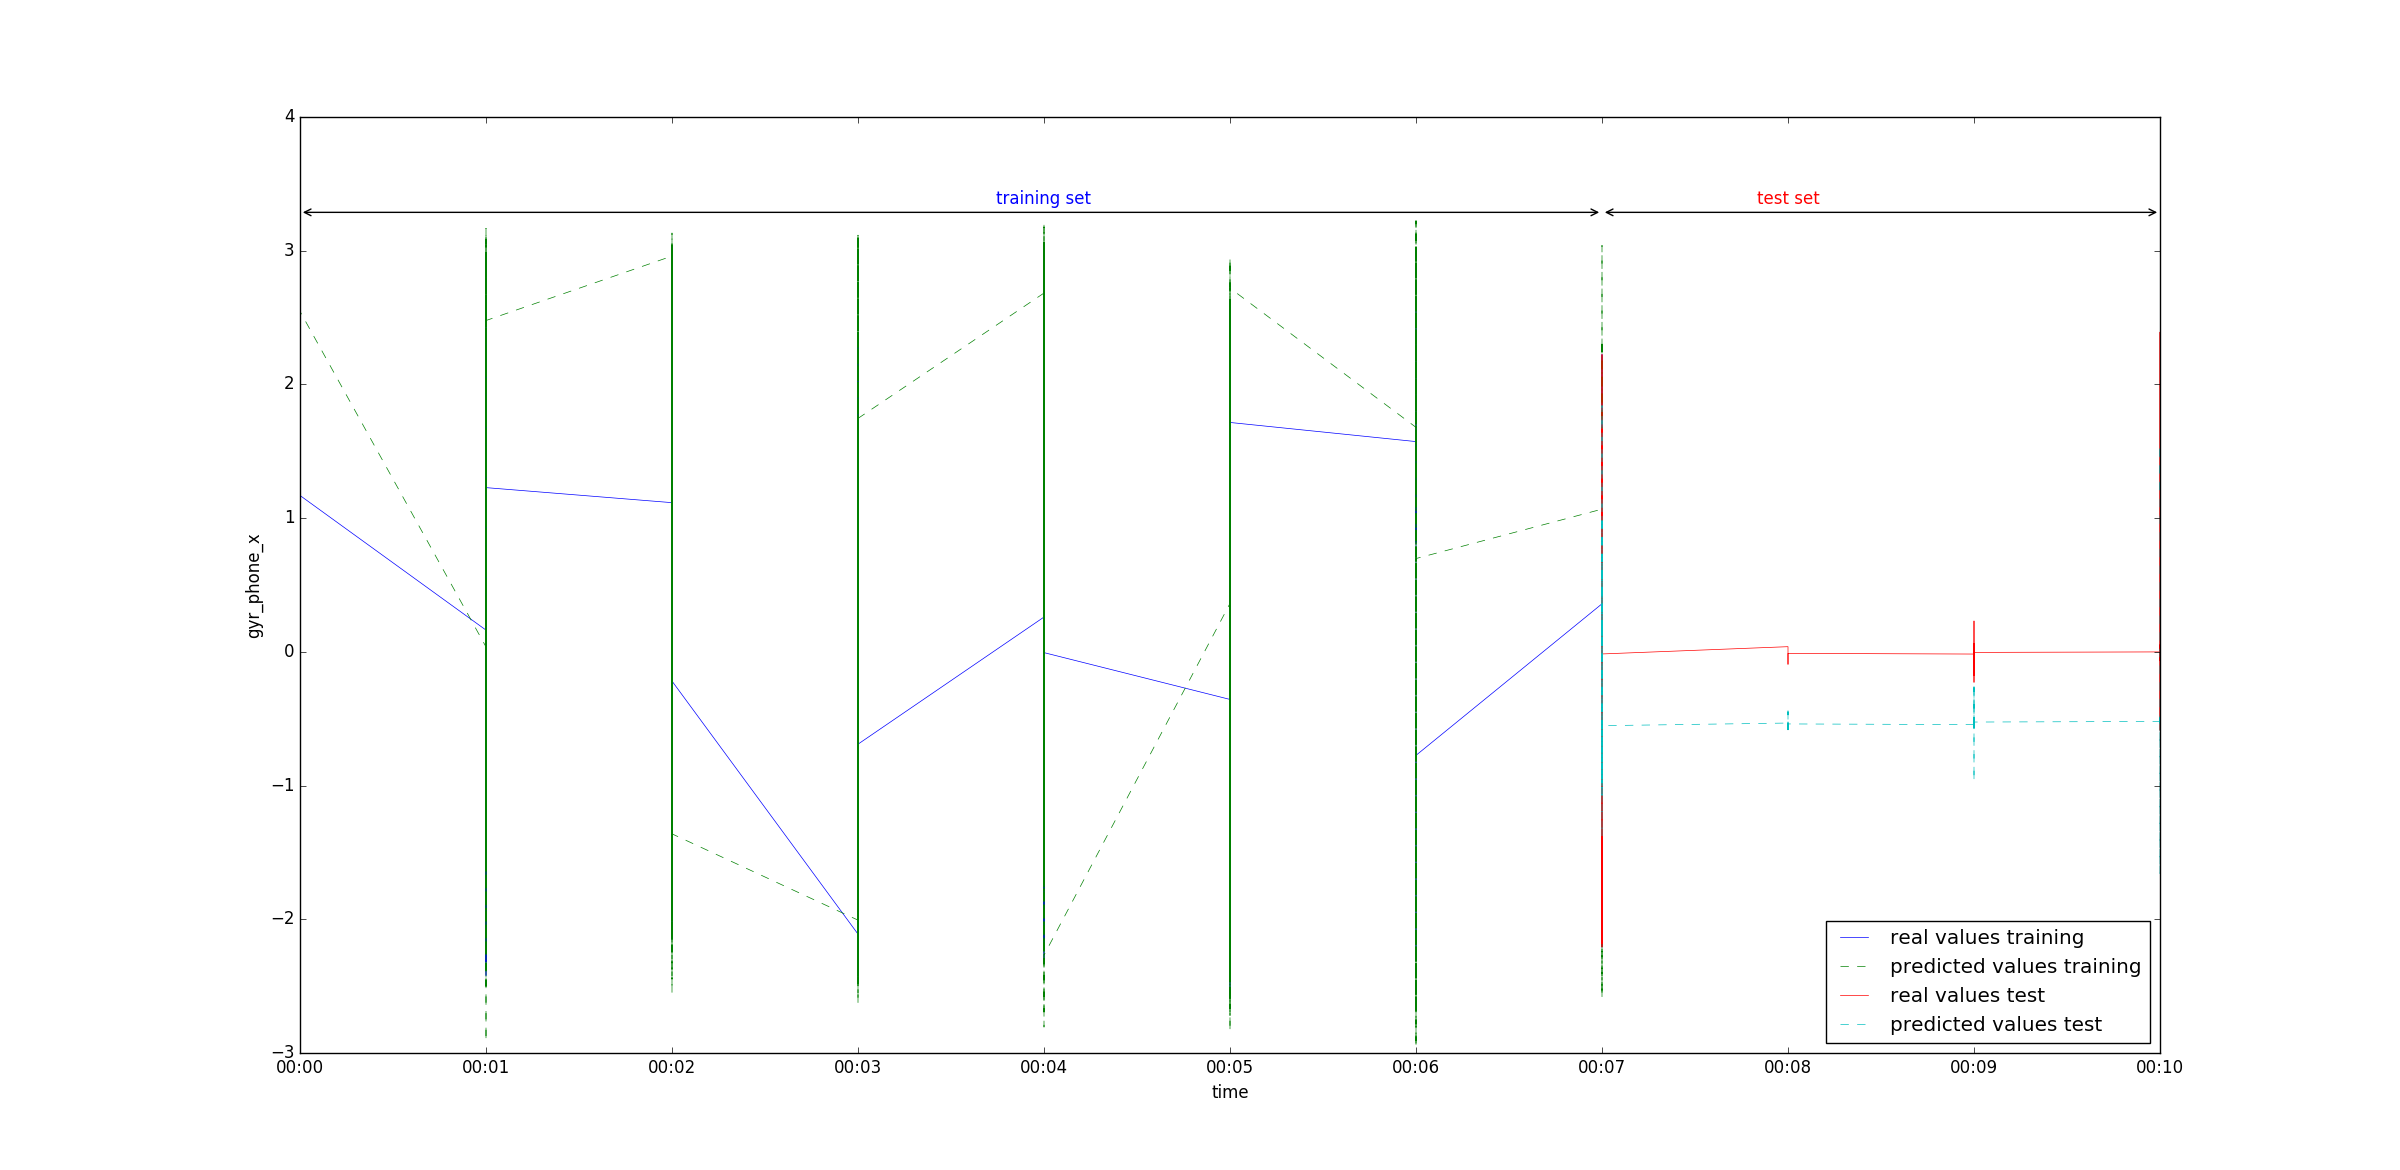 training set
test set
4
3
2
1
0
−1
−2
−3
gyr_phone_x
00:00 00:01 00:02 00:03 00:04 00:05 00:06 00:07 00:08 00:09 00:10
time
real values training
predicted values training
real values test
predicted values test